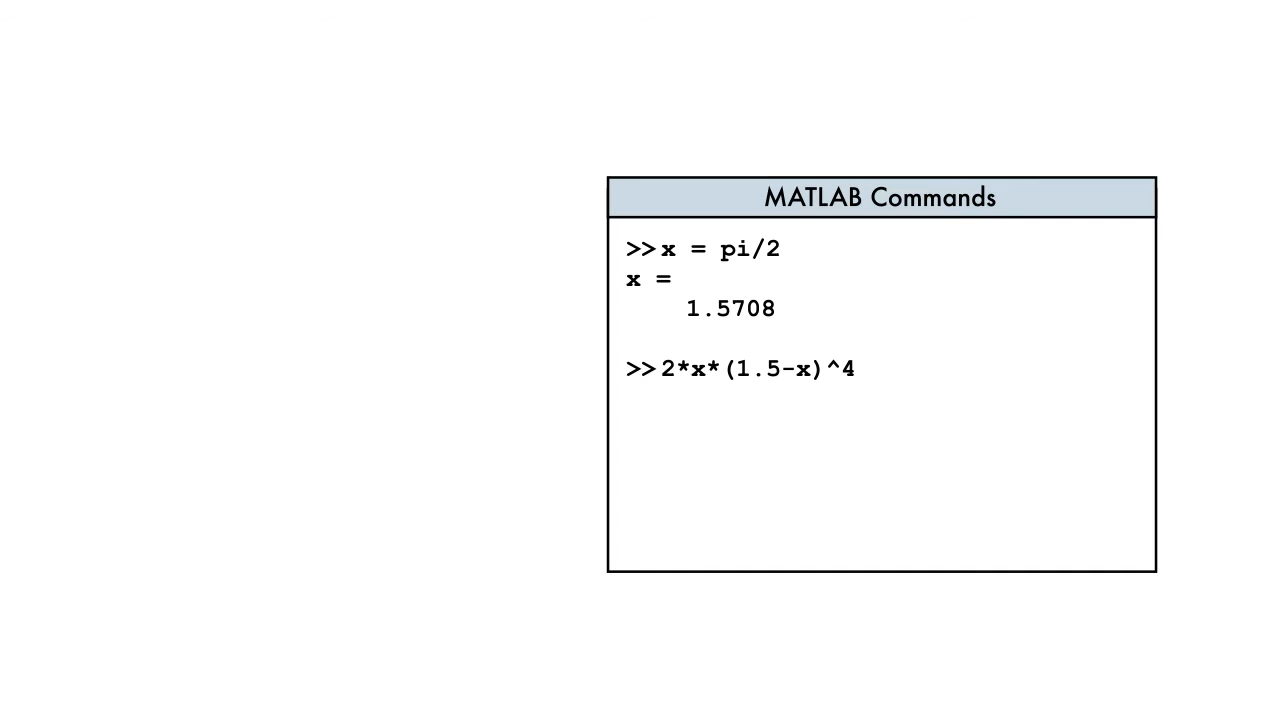 MATLAB Commands
>>x = pi/2
x =
1.5708
>>2*x*(1.5-x)^4